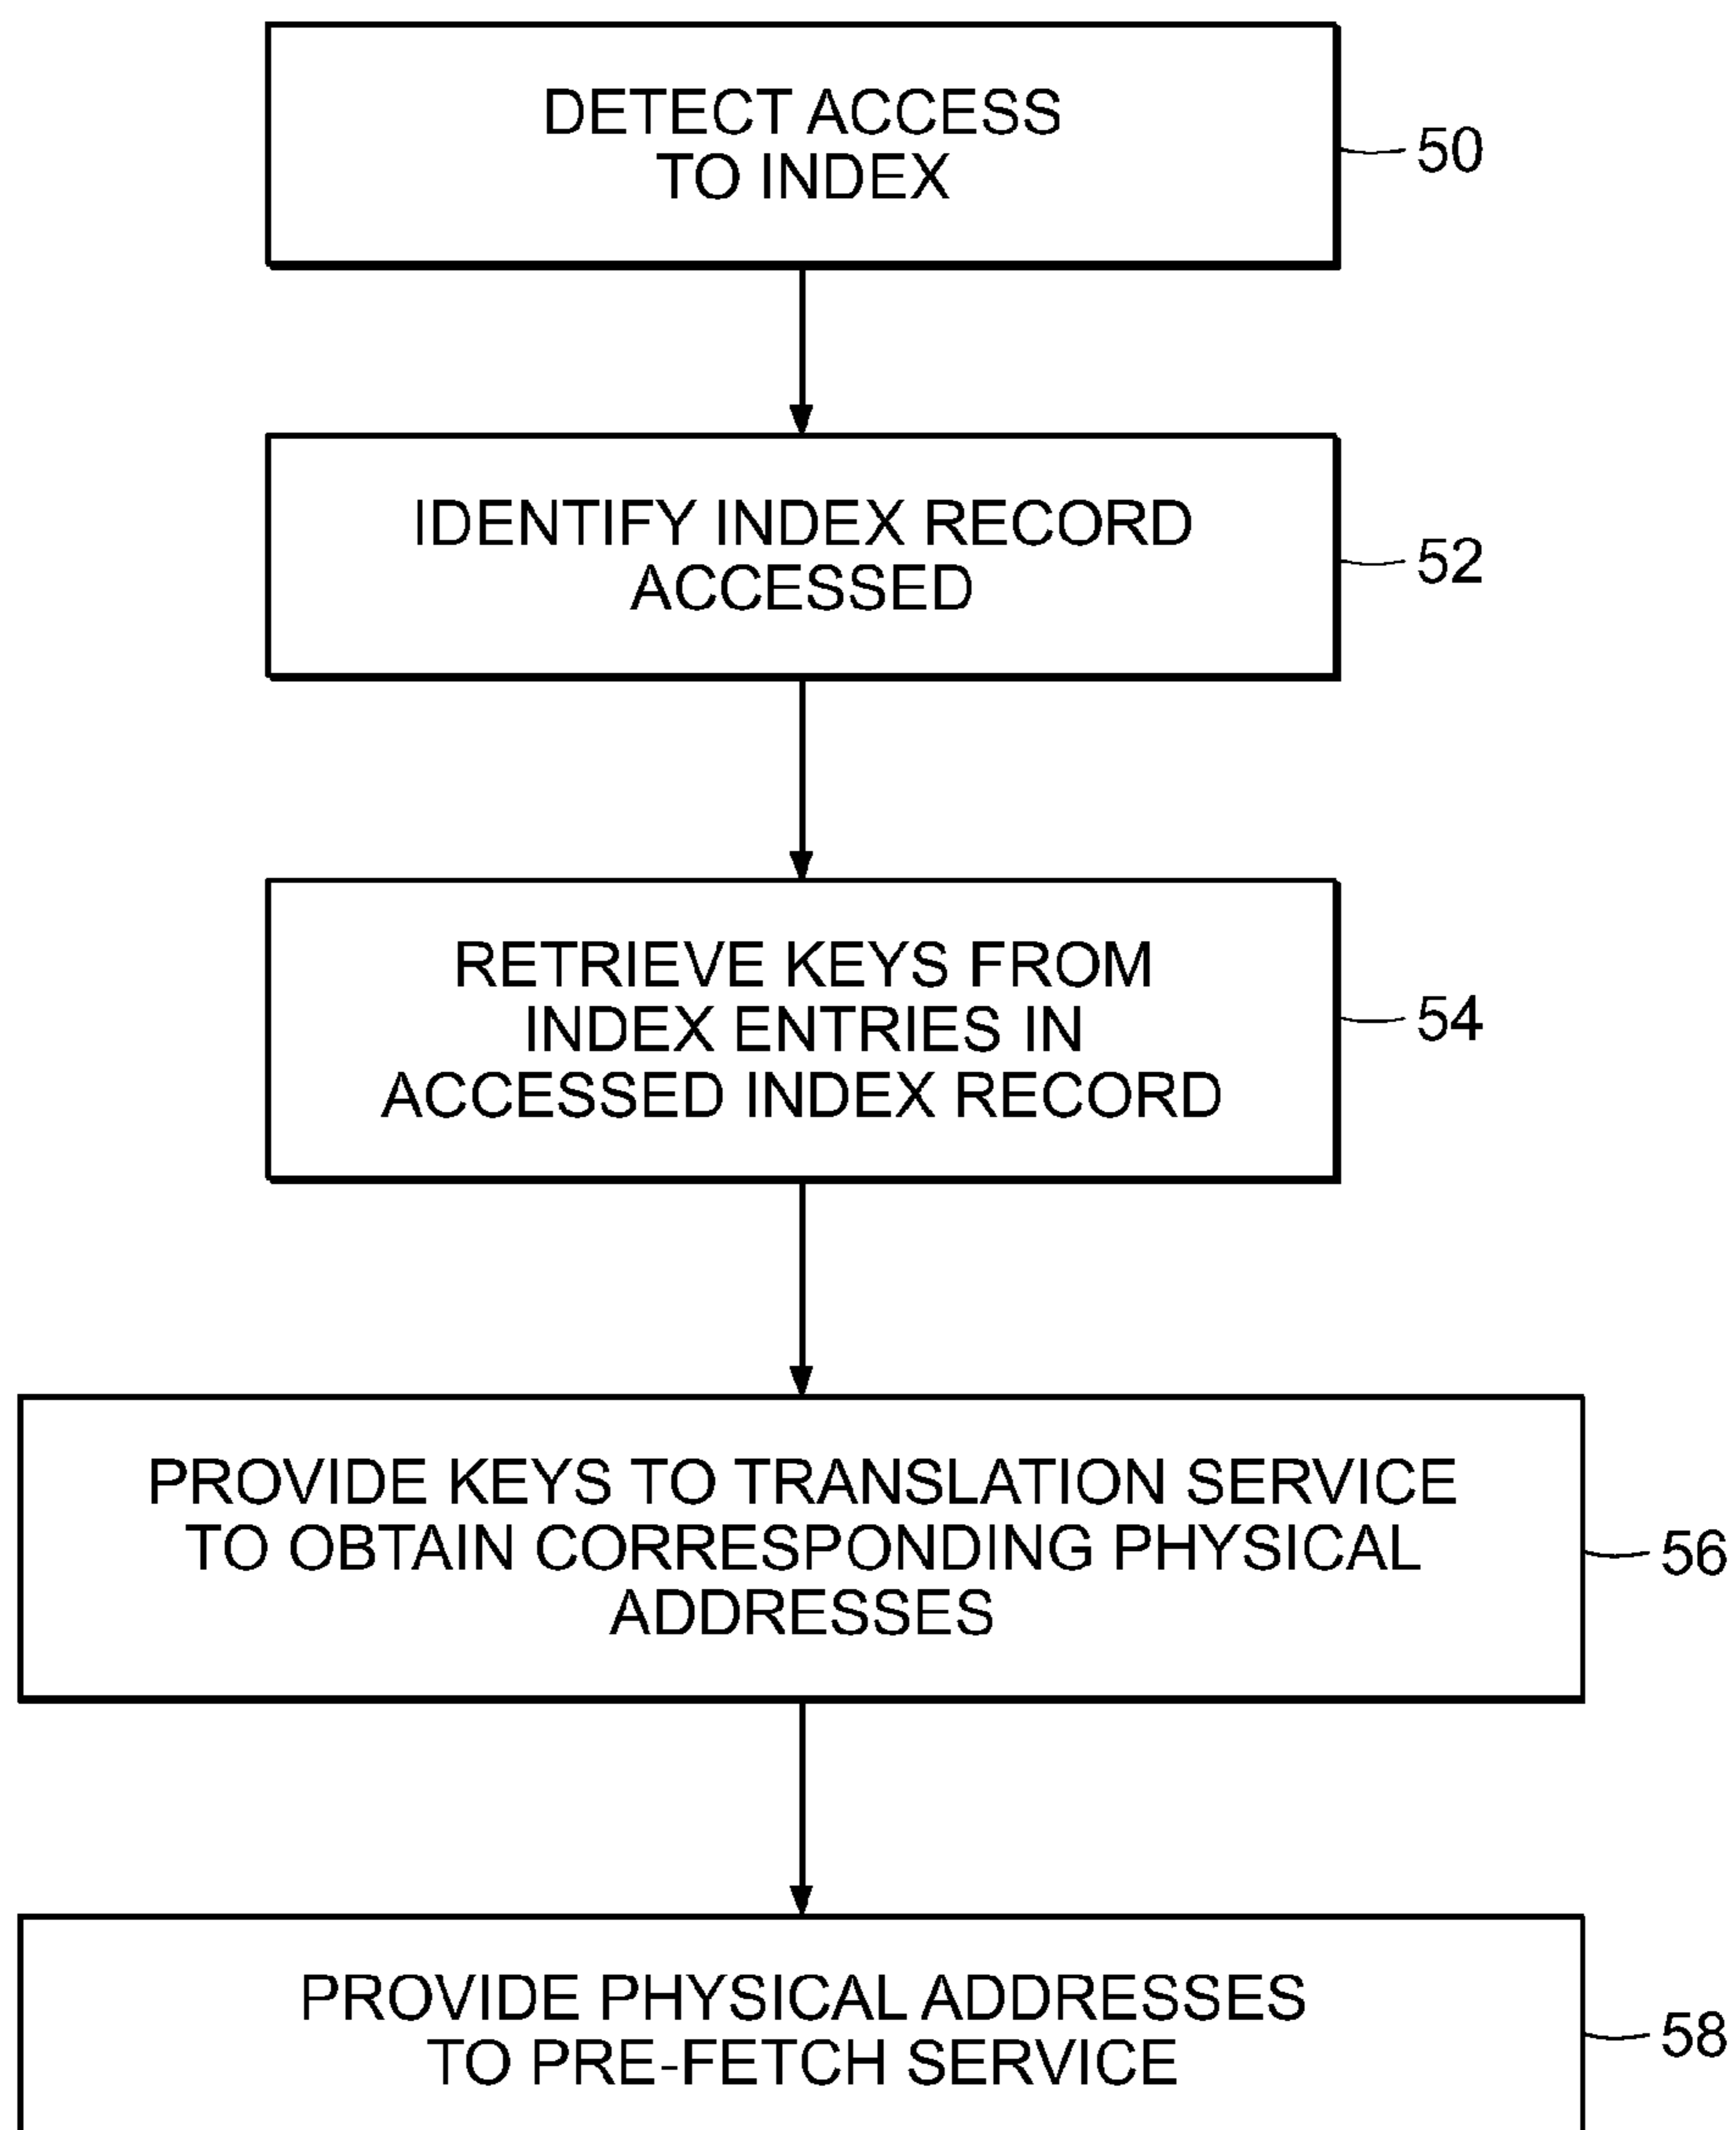 DETECT ACCESS
TO INDEX
50
IDENTIFY INDEX RECORD
ACCESSED
52
RETRIEVE KEYS FROM
INDEX ENTRIES IN
ACCESSED INDEX RECORD
54
PROVIDE KEYS TO TRANSLATION SERVICE
TO OBTAIN CORRESPONDING PHYSICAL
ADDRESSES
56
PROVIDE PHYSICAL ADDRESSES
TO PRE-FETCH SERVICE
58